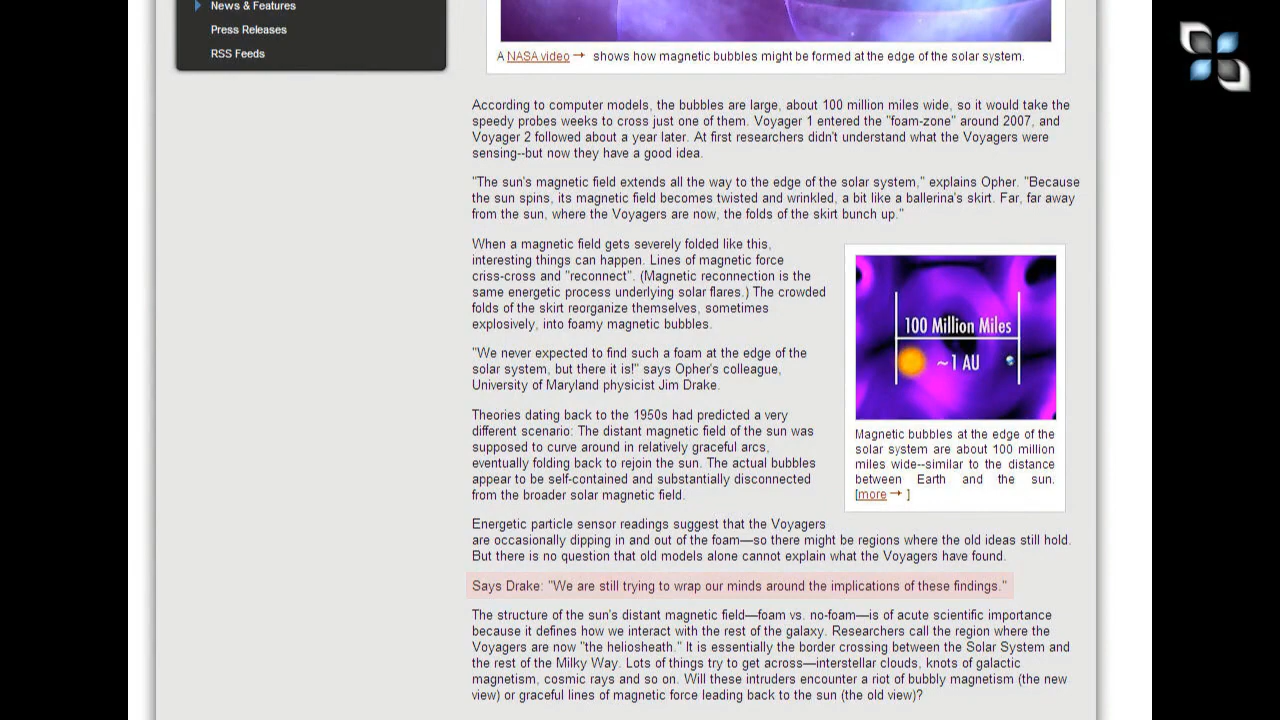 News & Features
Press Releases
RSS Feeds
A NASA video → shows how magnetic bubbles might be formed at the edge of the solar system.
According to computer models, the bubbles are large, about 100 million miles wide, so it would take the
speedy probes weeks to cross just one of them. Voyager 1 entered the "foam-zone" around 2007, and
Voyager 2 followed about a year later. At first researchers didn't understand what the Voyagers were
sensing--but now they have a good idea.
"The sun's magnetic field extends all the way to the edge of the solar system," explains Opher. "Because
the sun spins, its magnetic field becomes twisted and wrinkled, a bit like a ballerina's skirt. Far, far away
from the sun, where the Voyagers are now, the folds of the skirt bunch up."
When a magnetic field gets severely folded like this,
interesting things can happen. Lines of magnetic force
criss-cross and "reconnect". (Magnetic reconnection is the
same energetic process underlying solar flares.) The crowded
folds of the skirt reorganize themselves, sometimes
explosively, into foamy magnetic bubbles.
"We never expected to find such a foam at the edge of the
solar system, but there it is!" says Opher's colleague,
University of Maryland physicist Jim Drake.
Theories dating back to the 1950s had predicted a very
different scenario: The distant magnetic field of the sun was
supposed to curve around in relatively graceful arcs,
eventually folding back to rejoin the sun. The actual bubbles
appear to be self-contained and substantially disconnected
from the broader solar magnetic field.
100 Million Miles
~1 AU
Magnetic bubbles at the edge of the
solar system are about 100 million
miles wide--similar to the distance
between Earth and the sun.
[more → ]
Energetic particle sensor readings suggest that the Voyagers
are occasionally dipping in and out of the foam—so there might be regions where the old ideas still hold.
But there is no question that old models alone cannot explain what the Voyagers have found.
Says Drake: "We are still trying to wrap our minds around the implications of these findings."
The structure of the sun's distant magnetic field—foam vs. no-foam—is of acute scientific importance
because it defines how we interact with the rest of the galaxy. Researchers call the region where the
Voyagers are now "the heliosheath." It is essentially the border crossing between the Solar System and
the rest of the Milky Way. Lots of things try to get across—interstellar clouds, knots of galactic
magnetism, cosmic rays and so on. Will these intruders encounter a riot of bubbly magnetism (the new
view) or graceful lines of magnetic force leading back to the sun (the old view)?